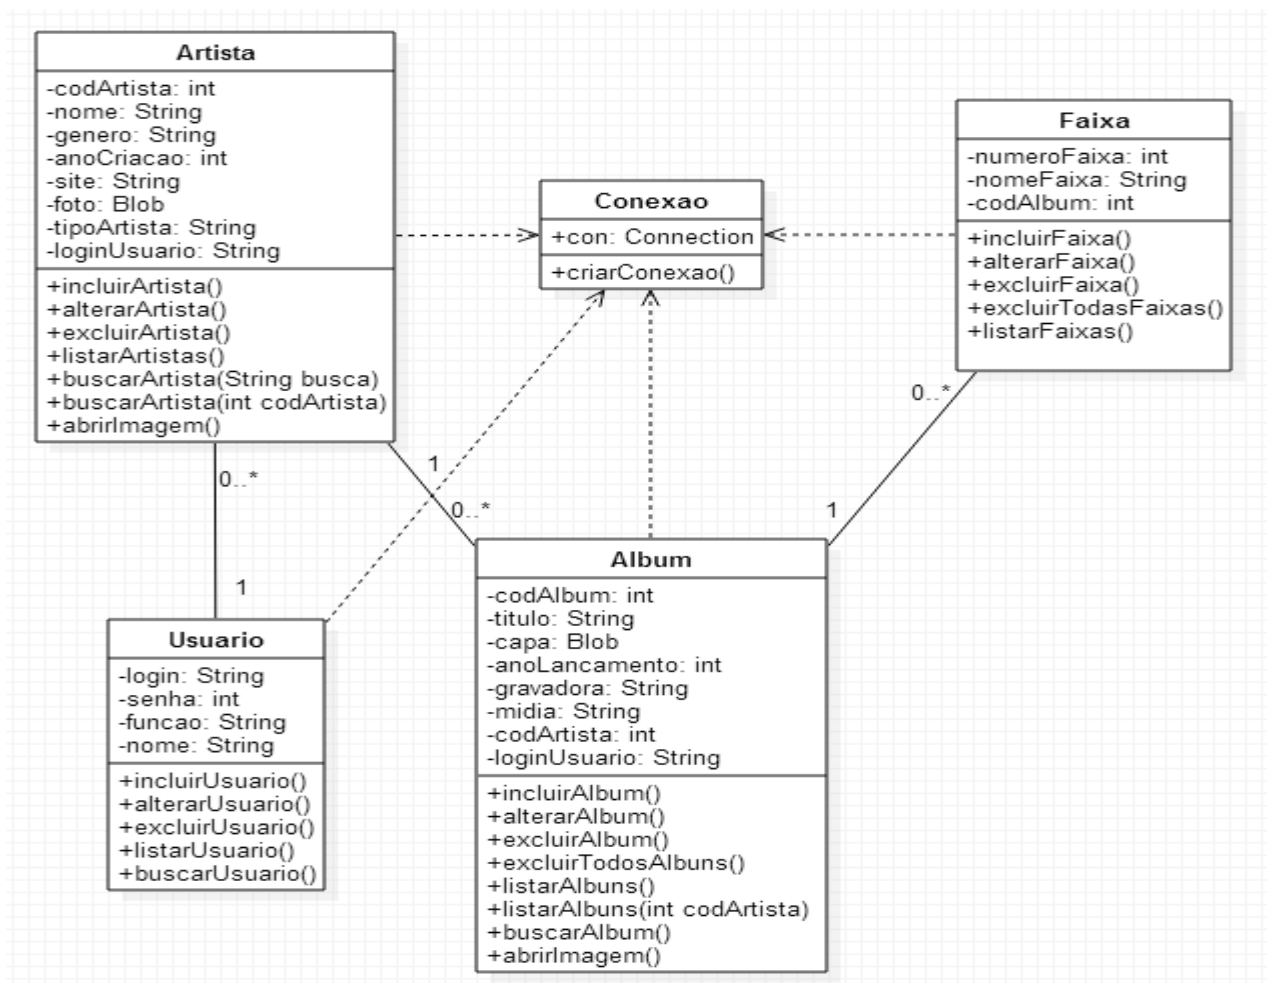 Artista
-codArtista: int
-nome: String
-genero: String
-anoCriacao: int
-site: String
-foto: Blob
-tipoArtista: String
-loginUsuario: String
+incluirArtista()
+alterarArtista()
+excluirArtista()
+listarArtistas()
+buscarArtista(String busca)
+buscarArtista(int codArtista)
+abrirImagem()
Conexao
+con: Connection
+criarConexao()
Faixa
-numeroFaixa: int
-nomeFaixa: String
-codAlbum: int
+incluirFaixa()
+alterarFaixa()
+excluirFaixa()
+excluirTodasFaixas()
+listarFaixas()
0..*
1
0..*
0..*
1
1
Usuario
-login: String
-senha: int
-funcao: String
-nome: String
+incluirUsuario()
+alterarUsuario()
+excluirUsuario()
+listarUsuario()
+buscarUsuario()
Album
-codAlbum: int
-titulo: String
-capa: Blob
-anoLancamento: int
-gravadora: String
-midia: String
-codArtista: int
-loginUsuario: String
+incluirAlbum()
+alterarAlbum()
+excluirAlbum()
+excluirTodosAlbuns()
+listarAlbuns()
+listarAlbuns(int codArtista)
+buscarAlbum()
+abrirImagem()